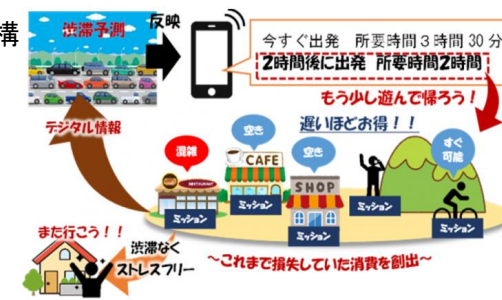 構
渋滞予測
反映
今すぐ出発 所要時間3時間30分
2時間後に出発 所要時間2時間
もう少し遊んで帰ろう！
デジタル情報
遅いほどお得！！
混雑
空き
空き
すぐ
可能
CAFE
SHOP
ミッション
ミッション
ミッション
ミッション
ミッション
また行こう！！
渋滞なく
ストレスフリー
～これまで損失していた消費を創出～